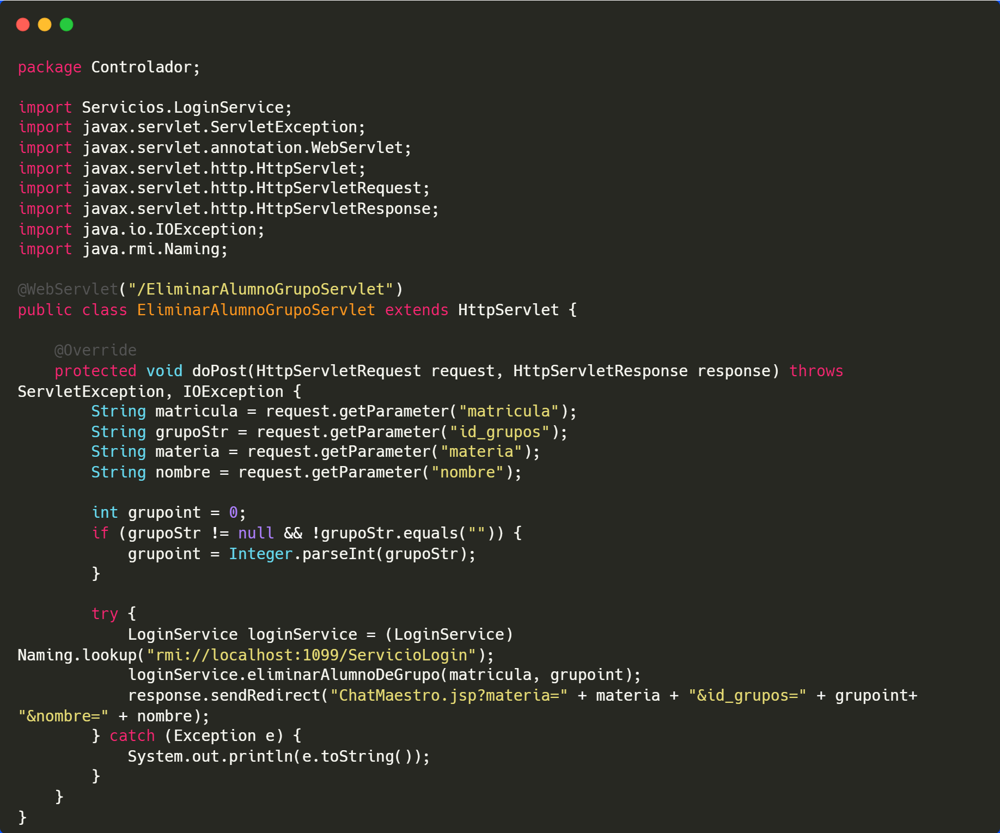 package Controlador;
import Servicios.LoginService;
import javax.servlet.ServletException;
import javax.servlet.annotation.WebServlet;
import javax.servlet.http.HttpServlet;
import javax.servlet.http.HttpServletRequest;
import javax.servlet.http.HttpServletResponse;
import java.io.IOException;
import java.rmi.Naming;
@WebServlet("/EliminarAlumnoGrupoServlet")
public class EliminarAlumnoGrupoServlet extends HttpServlet {
    @Override
    protected void doPost(HttpServletRequest request, HttpServletResponse response) throws
ServletException, IOException {
        String matricula = request.getParameter("matricula");
        String grupoStr = request.getParameter("id_grupos");
        String materia = request.getParameter("materia");
        String nombre = request.getParameter("nombre");
        int grupoint = 0;
        if (grupoStr != null && !grupoStr.equals("")) {
            grupoint = Integer.parseInt(grupoStr);
        }
        try {
            LoginService loginService = (LoginService)
Naming.lookup("rmi://localhost:1099/ServicioLogin");
            loginService.eliminarAlumnoDeGrupo(matricula, grupoint);
            response.sendRedirect("ChatMaestro.jsp?materia=" + materia + "&id_grupos=" + grupoint+
"&nombre=" + nombre);
        } catch (Exception e) {
            System.out.println(e.toString());
        }
    }
}